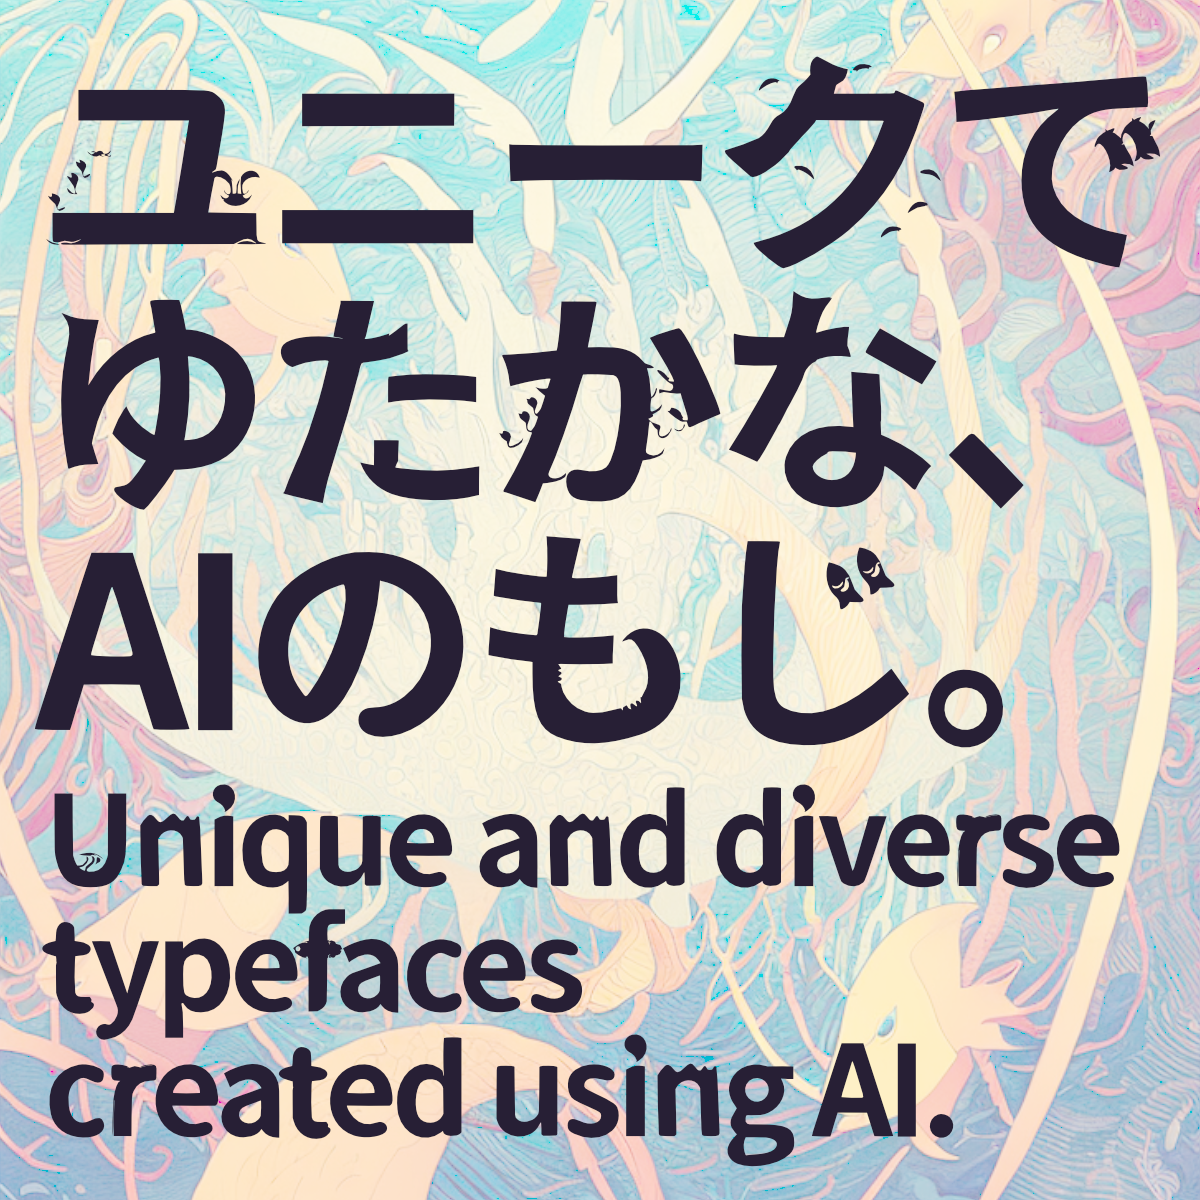 ユニークで
ゆたかな、
AIのもじ。
Unique and diverse
typefaces
created using AI.